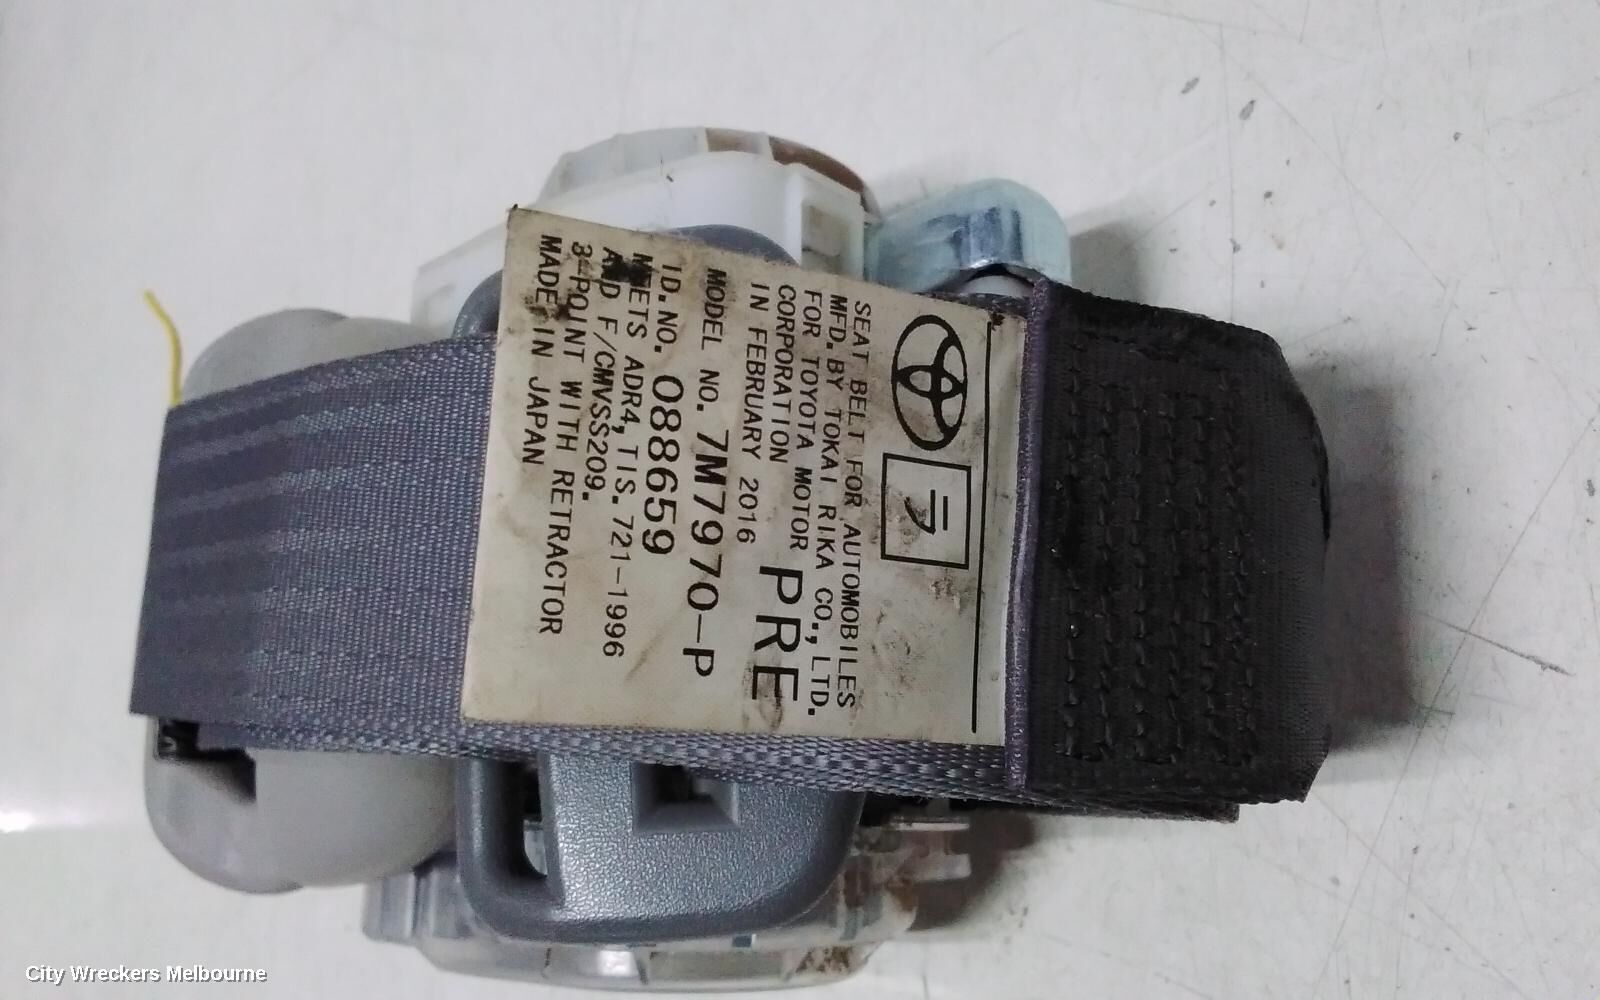 ラ
SEAT BELT FOR AUTOMOBILES
MFD. BY TOKAI RIKA CO., LTD.
FOR TOYOTA MOTOR
CORPORATION
IN FEBRUARY 2016
PRE
MODEL NO. 7M7970-P
ID. NO. 088659
MEETS ADR4, TIS. 721-1996
AND F/CMVSS209.
3-POINT WITH RETRACTOR
MADE IN JAPAN
City Wreckers Melbourne